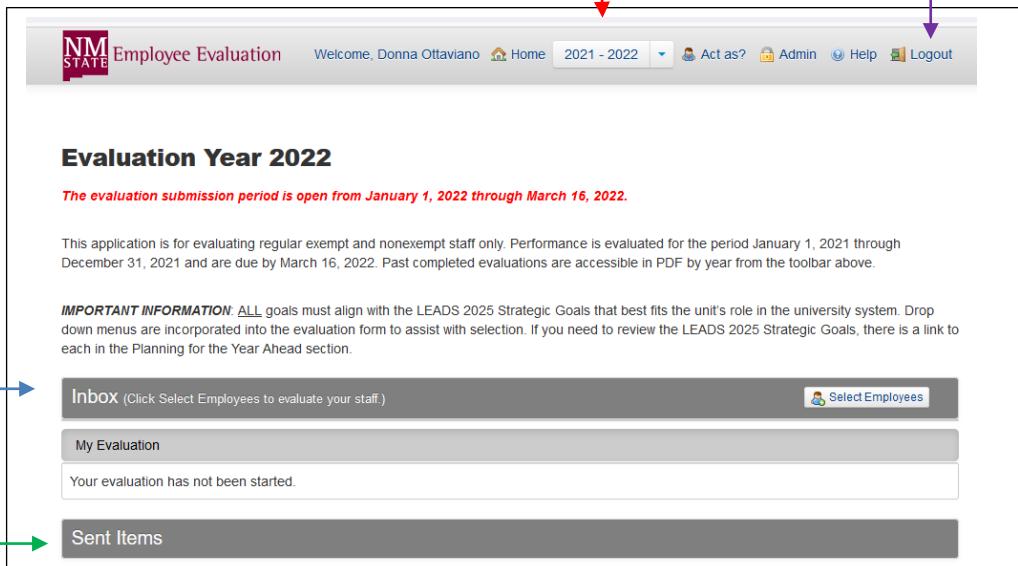 NM STATE Employee Evaluation Welcome, Donna Ottaviano Home 2021 - 2022 Act as? Admin Help Logout
Evaluation Year 2022
The evaluation submission period is open from January 1, 2022 through March 16, 2022.
This application is for evaluating regular exempt and nonexempt staff only. Performance is evaluated for the period January 1, 2021 through
December 31, 2021 and are due by March 16, 2022. Past completed evaluations are accessible in PDF by year from the toolbar above.
IMPORTANT INFORMATION: ALL goals must align with the LEADS 2025 Strategic Goals that best fits the unit's role in the university system. Drop
down menus are incorporated into the evaluation form to assist with selection. If you need to review the LEADS 2025 Strategic Goals, there is a link to
each in the Planning for the Year Ahead section.
Inbox (Click Select Employees to evaluate your staff.) Select Employees
My Evaluation
Your evaluation has not been started.
Sent Items